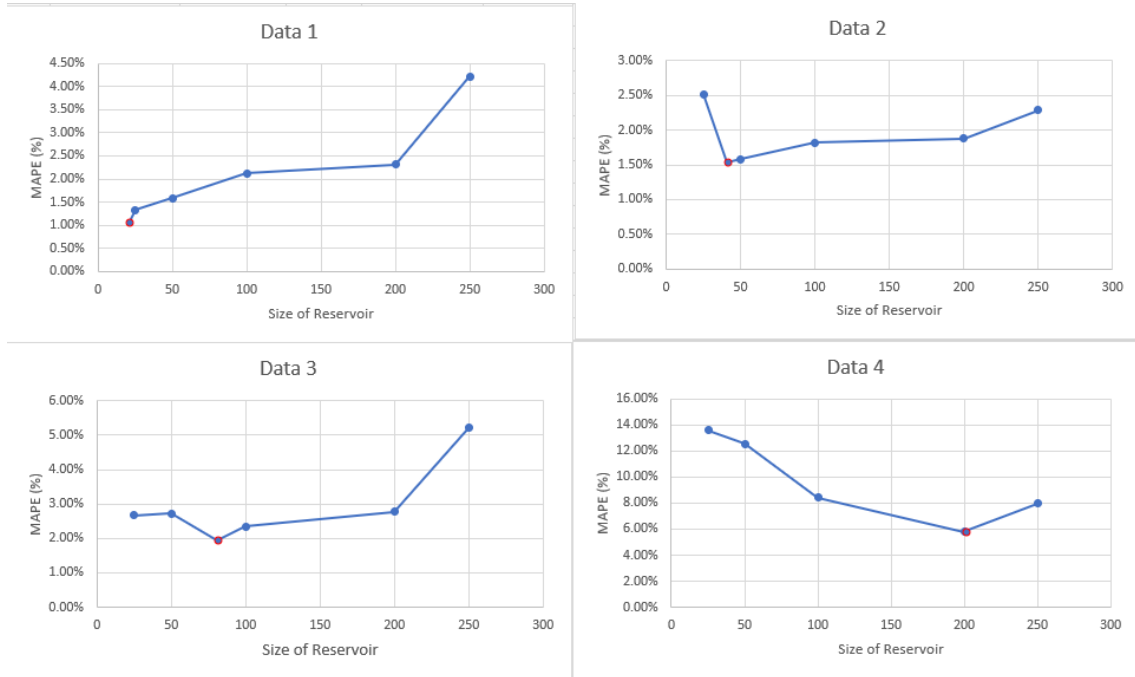 Data 1
MAPE (%)
4.50%
4.00%
3.50%
3.00%
2.50%
2.00%
1.50%
1.00%
0.50%
0.00%
0 50 100 150 200 250 300
Size of Reservoir
Data 2
MAPE (%)
3.00%
2.50%
2.00%
1.50%
1.00%
0.50%
0.00%
0 50 100 150 200 250 300
Size of Reservoir
Data 3
MAPE (%)
6.00%
5.00%
4.00%
3.00%
2.00%
1.00%
0.00%
0 50 100 150 200 250 300
Size of Reservoir
Data 4
MAPE (%)
16.00%
14.00%
12.00%
10.00%
8.00%
6.00%
4.00%
2.00%
0.00%
0 50 100 150 200 250 300
Size of Reservoir